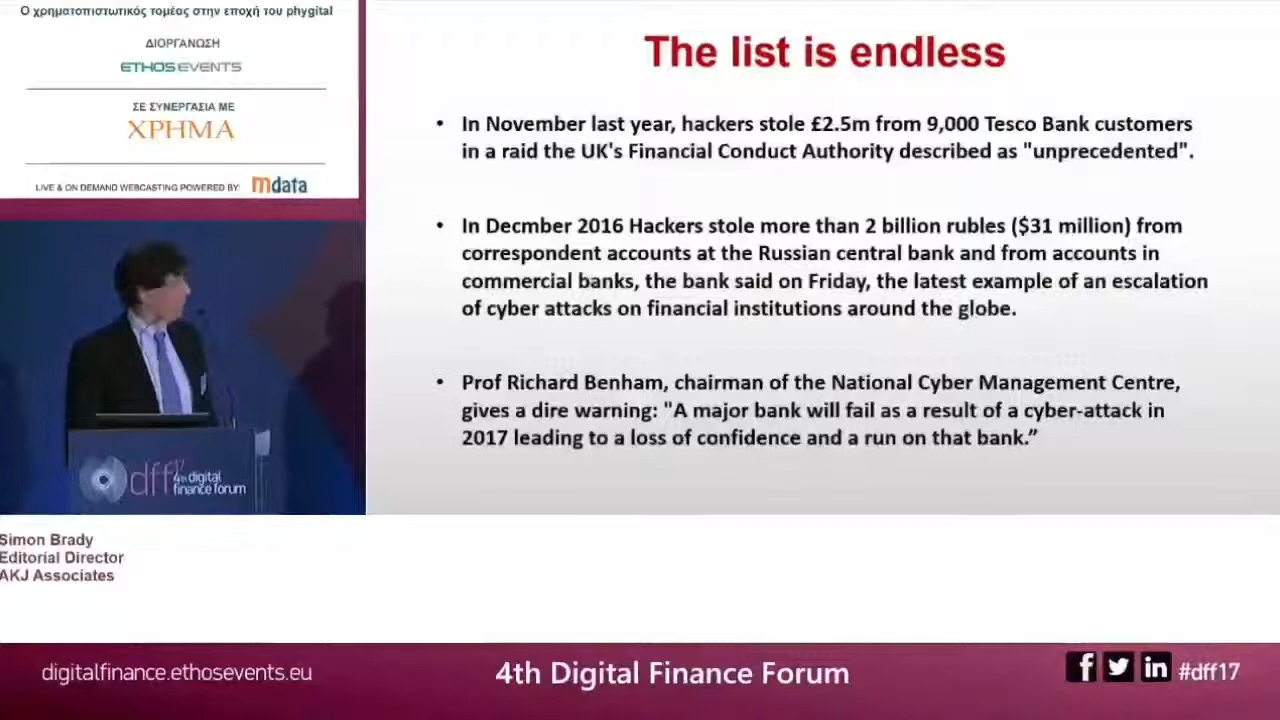 Ο χρηματοπιστωτικός τομέας στην εποχή του phygital
ΔΙΟΡΓΑΝΩΣΗ
ETHOSEVENTS
ΣΕ ΣΥΝΕΡΓΑΣΙΑ ΜΕ
ΧΡΗΜΑ
LIVE & ON DEMAND WEBCASTING POWERED BY: mdata
The list is endless
• In November last year, hackers stole £2.5m from 9,000 Tesco Bank customers
in a raid the UK's Financial Conduct Authority described as "unprecedented".
• In Decmber 2016 Hackers stole more than 2 billion rubles ($31 million) from
correspondent accounts at the Russian central bank and from accounts in
commercial banks, the bank said on Friday, the latest example of an escalation
of cyber attacks on financial institutions around the globe.
• Prof Richard Benham, chairman of the National Cyber Management Centre,
gives a dire warning: "A major bank will fail as a result of a cyber-attack in
2017 leading to a loss of confidence and a run on that bank.”
dff17
4th digital
finance forum
Simon Brady
Editorial Director
AKJ Associates
digitalfinance.ethosevents.eu
4th Digital Finance Forum
#dff17